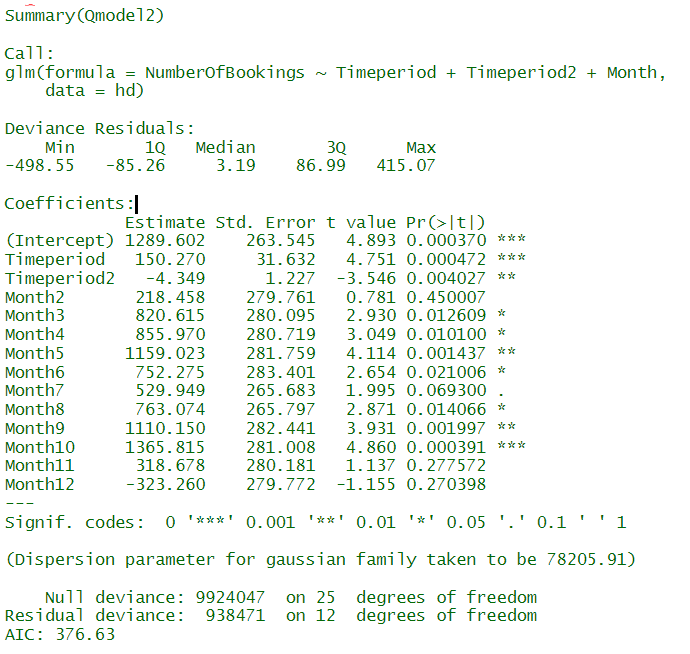 Summary(Qmodel2)
Call:
glm(formula = NumberOfBookings ~ Timeperiod + Timeperiod2 + Month,
    data = hd)
Deviance Residuals:
    Min      1Q  Median      3Q     Max
-498.55  -85.26    3.19   86.99  415.07
Coefficients:
            Estimate Std. Error t value Pr(>|t|)
(Intercept) 1289.602    263.545   4.893 0.000370 ***
Timeperiod   150.270     31.632   4.751 0.000472 ***
Timeperiod2   -4.349      1.227  -3.546 0.004027 **
Month2       218.458    279.761   0.781 0.450007
Month3       820.615    280.095   2.930 0.012609 *
Month4       855.970    280.719   3.049 0.010100 *
Month5      1159.023    281.759   4.114 0.001437 **
Month6       752.275    283.401   2.654 0.021006 *
Month7       529.949    265.683   1.995 0.069300 .
Month8       763.074    265.797   2.871 0.014066 *
Month9      1110.150    282.441   3.931 0.001997 **
Month10     1365.815    281.008   4.860 0.000391 ***
Month11      318.678    280.181   1.137 0.277572
Month12     -323.260    279.772  -1.155 0.270398
---
Signif. codes:  0 '***' 0.001 '**' 0.01 '*' 0.05 '.' 0.1 ' ' 1
(Dispersion parameter for gaussian family taken to be 78205.91)
    Null deviance: 9924047  on 25  degrees of freedom
Residual deviance:  938471  on 12  degrees of freedom
AIC: 376.63